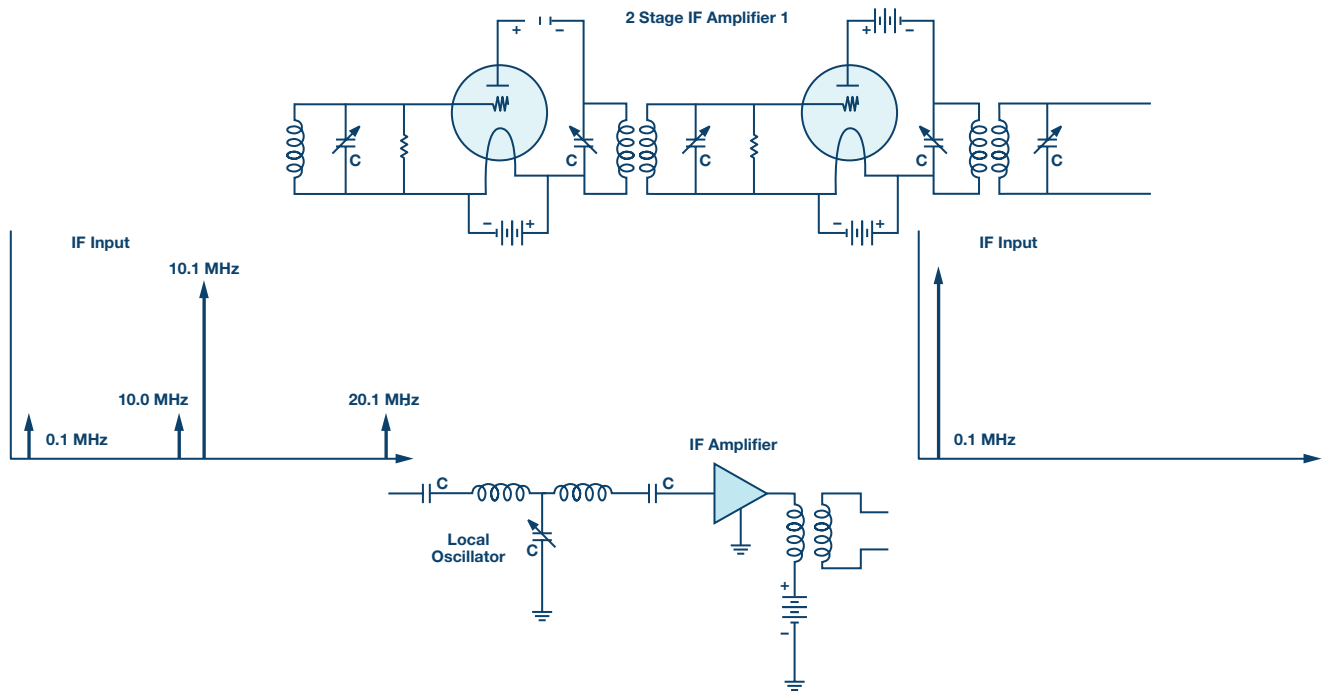 2 Stage IF Amplifier 1
+ −
+ −
C
C
C
C
C
− +
− +
IF Input
IF Input
10.1 MHz
10.0 MHz
20.1 MHz
0.1 MHz
0.1 MHz
IF Amplifier
C
C
Local
Oscillator
C
+
−